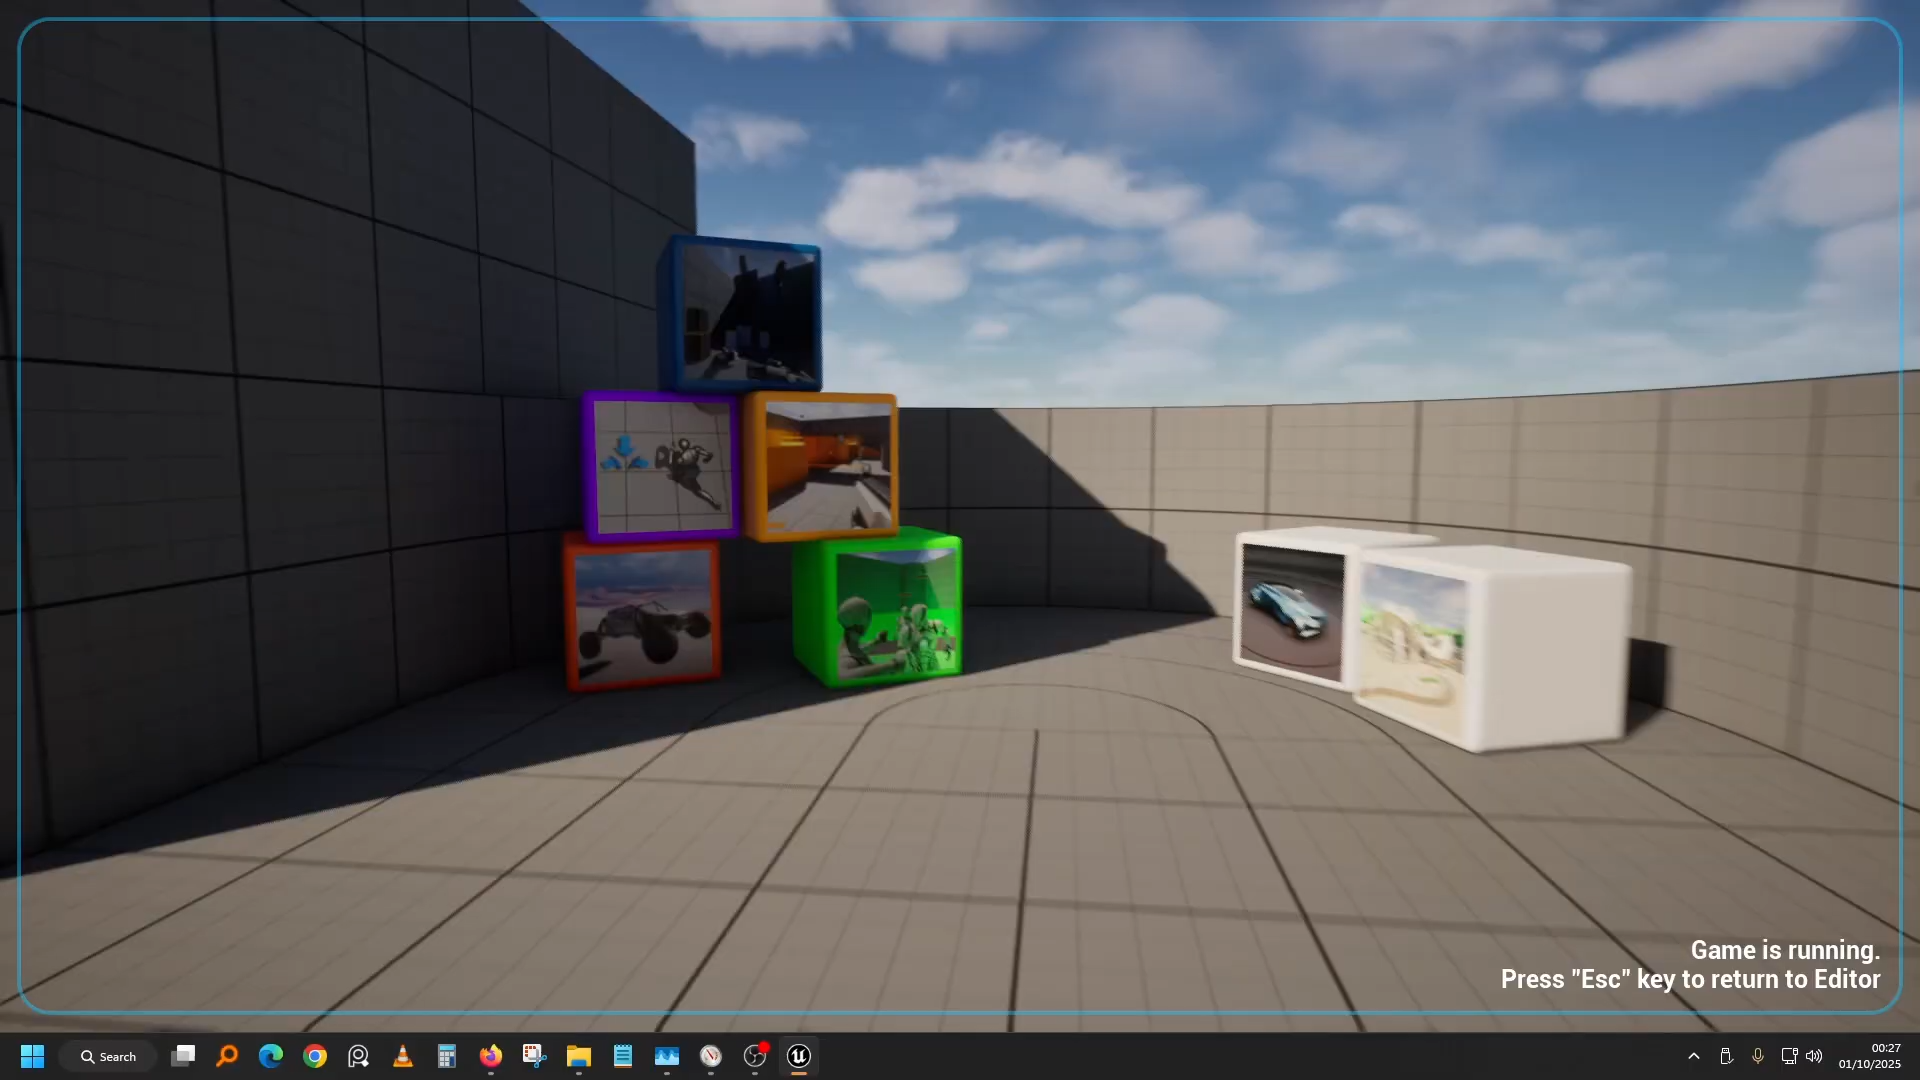 Game is running.
Press "Esc" key to return to Editor
Search
00:27
01/10/2025